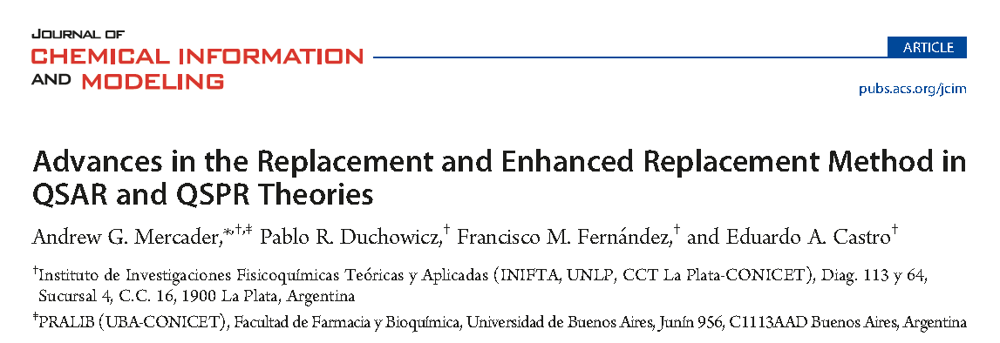 JOURNAL OF
CHEMICAL INFORMATION
AND MODELING
ARTICLE
pubs.acs.org/jcim
Advances in the Replacement and Enhanced Replacement Method in
QSAR and QSPR Theories
Andrew G. Mercader,*,†,‡ Pablo R. Duchowicz,† Francisco M. Fernández,† and Eduardo A. Castro†
†Instituto de Investigaciones Fisicoquímicas Teóricas y Aplicadas (INIFTA, UNLP, CCT La Plata-CONICET), Diag. 113 y 64,
Sucursal 4, C.C. 16, 1900 La Plata, Argentina
‡PRALIB (UBA-CONICET), Facultad de Farmacia y Bioquímica, Universidad de Buenos Aires, Junín 956, C1113AAD Buenos Aires, Argentina